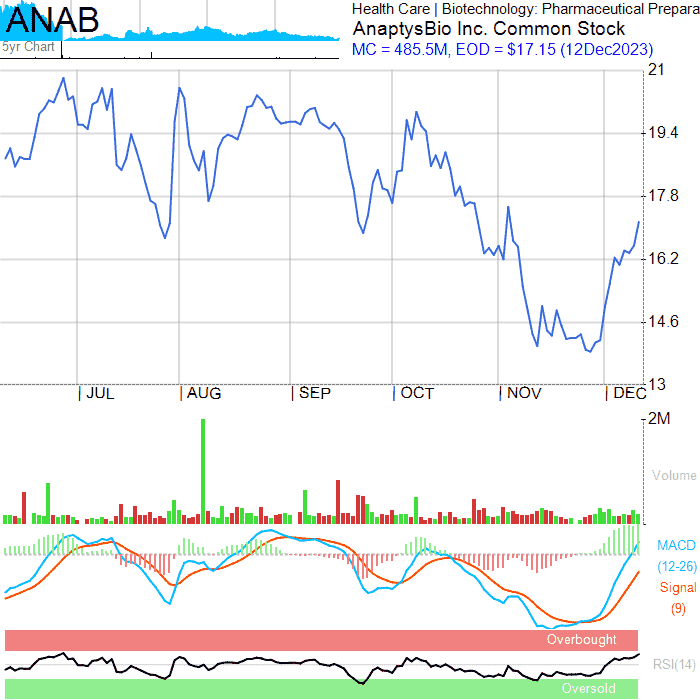 ANAB
5yr Chart
Health Care | Biotechnology: Pharmaceutical Prepara
AnaptysBio Inc. Common Stock
MC = 485.5M, EOD = $17.15 (12Dec2023)
21
19.4
17.8
16.2
14.6
13
JUL AUG SEP OCT NOV DEC
2M
Volume
MACD
(12-26)
Signal
(9)
Overbought
RSI(14)
Oversold